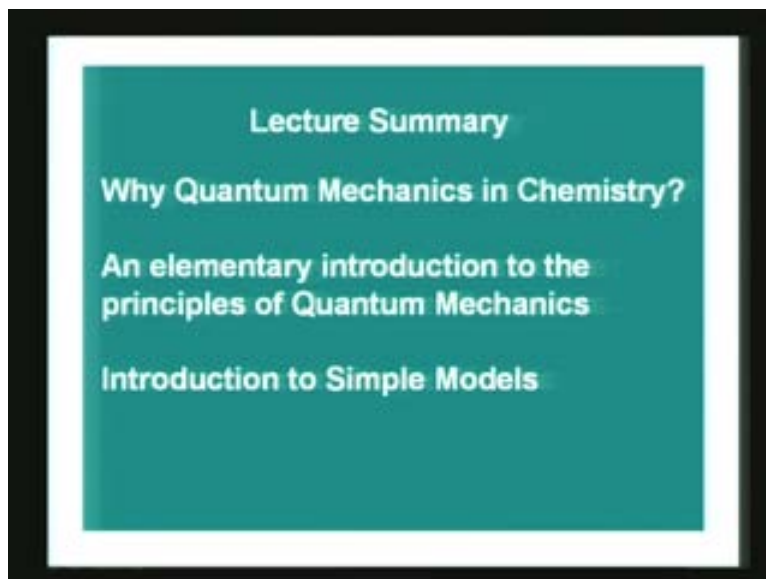 Lecture Summary
Why Quantum Mechanics in Chemistry?
An elementary introduction to the
principles of Quantum Mechanics
Introduction to Simple Models